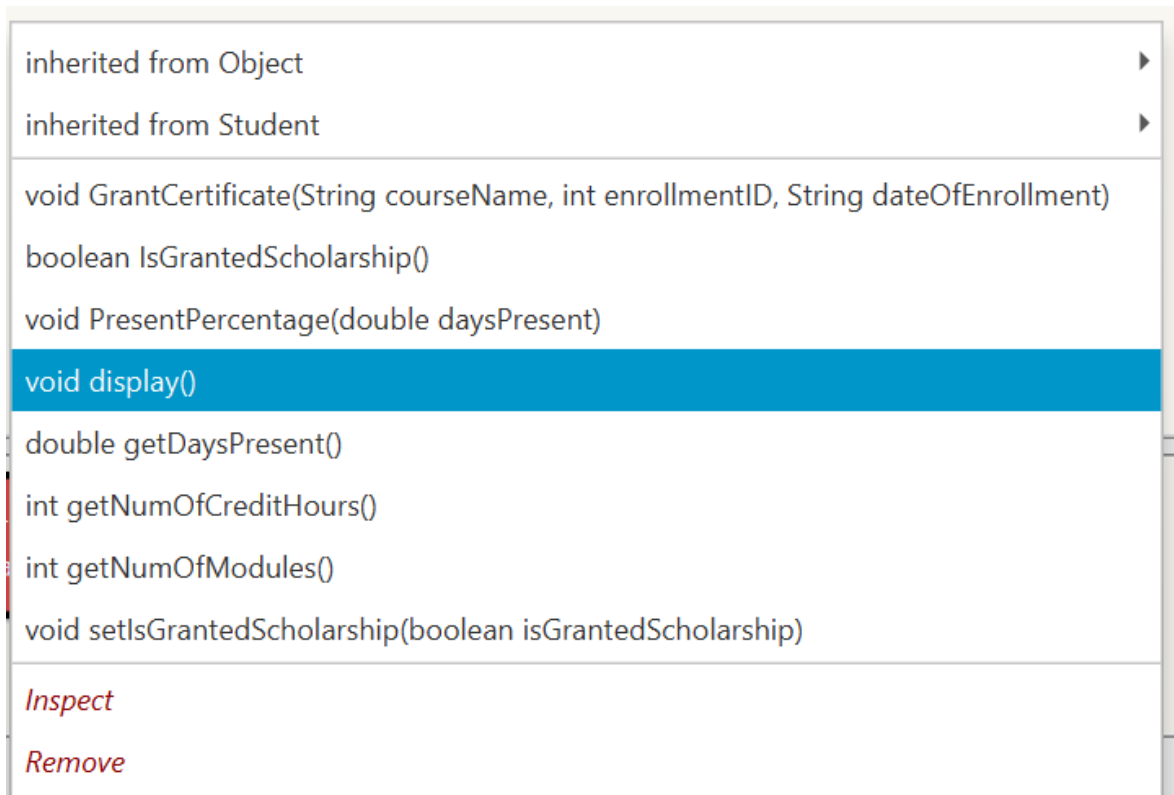 inherited from Object
inherited from Student
void GrantCertificate(String courseName, int enrollmentID, String dateOfEnrollment)
boolean IsGrantedScholarship()
void PresentPercentage(double daysPresent)
void display()
double getDaysPresent()
int getNumOfCreditHours()
int getNumOfModules()
void setIsGrantedScholarship(boolean isGrantedScholarship)
Inspect
Remove